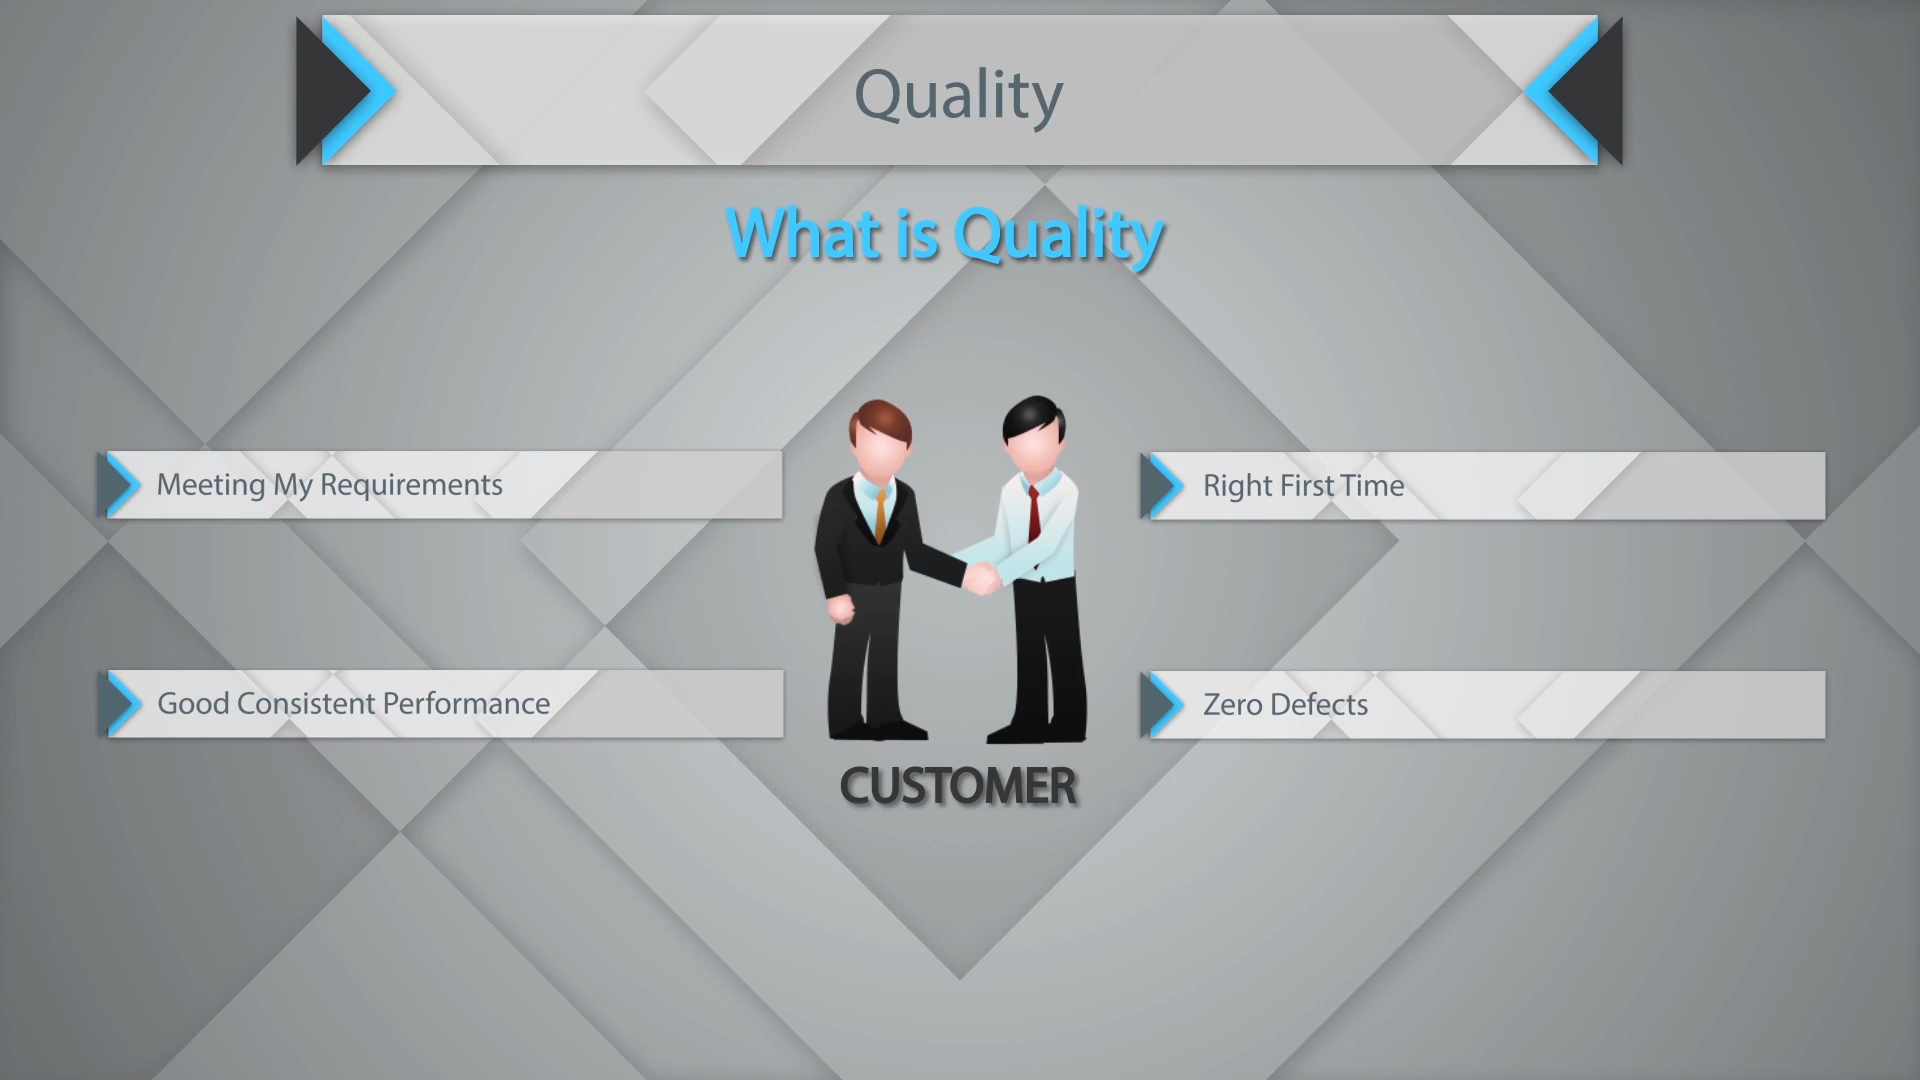 Quality
What is Quality
Meeting My Requirements
Right First Time
Good Consistent Performance
Zero Defects
CUSTOMER